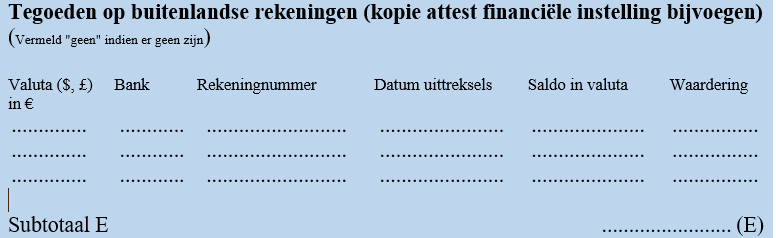 Tegoeden op buitenlandse rekeningen (kopie attest financiële instelling bijvoegen)
(Vermeld "geen" indien er geen zijn)
Valuta ($, £) Bank Rekeningnummer Datum uittreksels Saldo in valuta Waardering
in €
............... ............. ............................ ......................... ....................... .................
............... ............. ............................ ......................... ....................... .................
............... ............. ............................ ......................... ....................... .................
Subtotaal E ........................ (E)